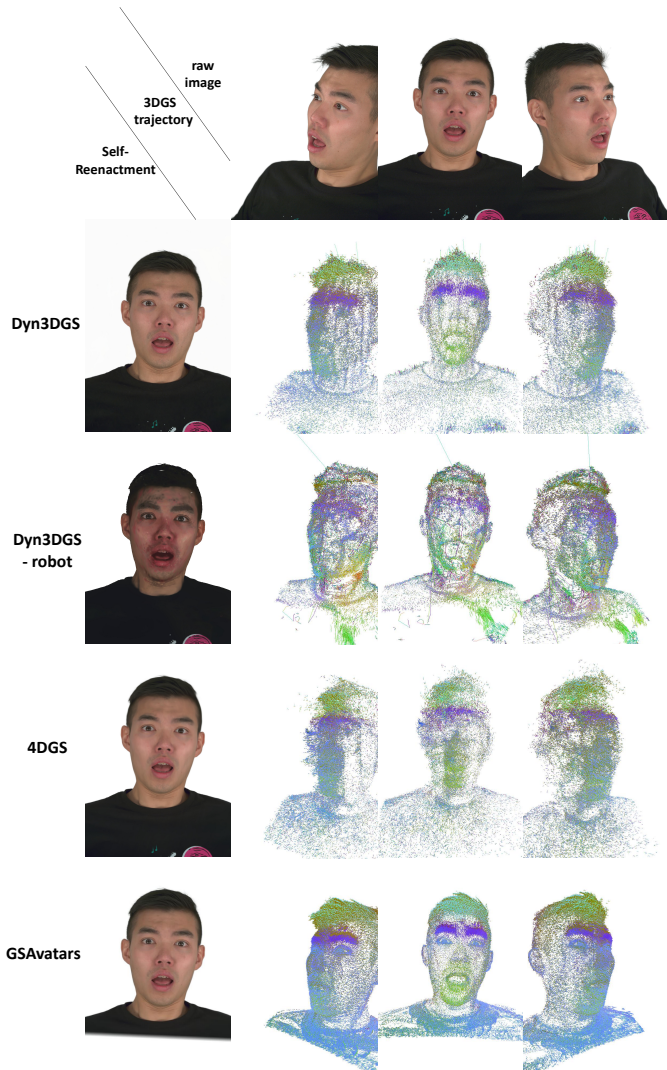 raw
image
3DGS
trajectory
Self-
Reenactment
Dyn3DGS
Dyn3DGS
- robot
4DGS
GSAvatars